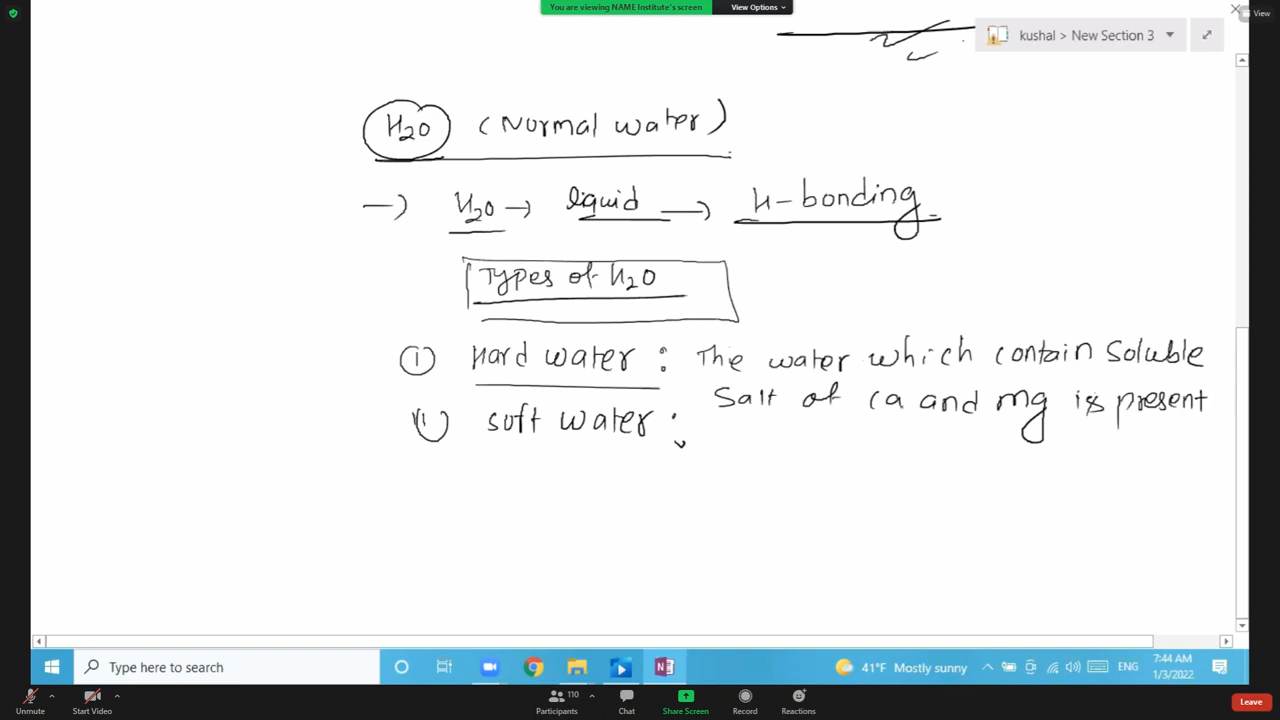 You are viewing NAME Institute's screen
View Options
View
kushal > New Section 3
H2O (Normal water)
→ H2O → liquid → H-bonding
Types of H2O
(i) Hard water : The water which contain soluble
salt of Ca and mg is present
(ii) soft water :
Type here to search
41°F Mostly sunny
ENG
7:44 AM
1/3/2022
Unmute
Start Video
110
Participants
Chat
Share Screen
Record
Reactions
Leave